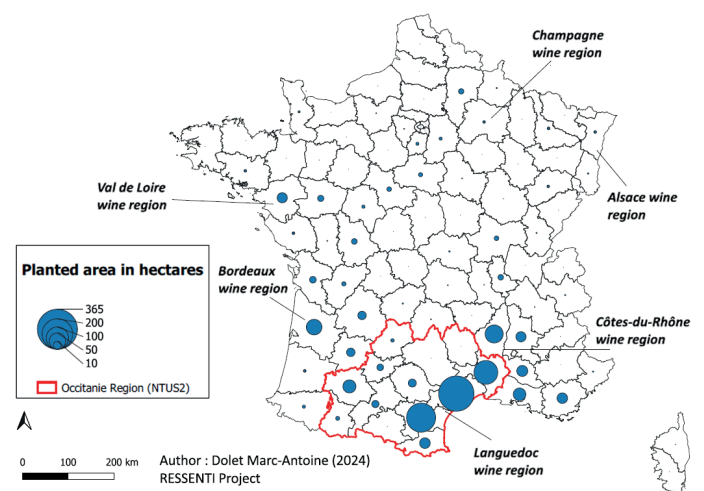 Champagne
wine region
Val de Loire
wine region
Alsace wine
region
Bordeaux
wine region
Planted area in hectares
365
200
100
50
10
Occitanie Region (NTUS2)
Côtes-du-Rhône
wine region
Languedoc
wine region
0 100 200 km
Author : Dolet Marc-Antoine (2024)
RESSENTI Project